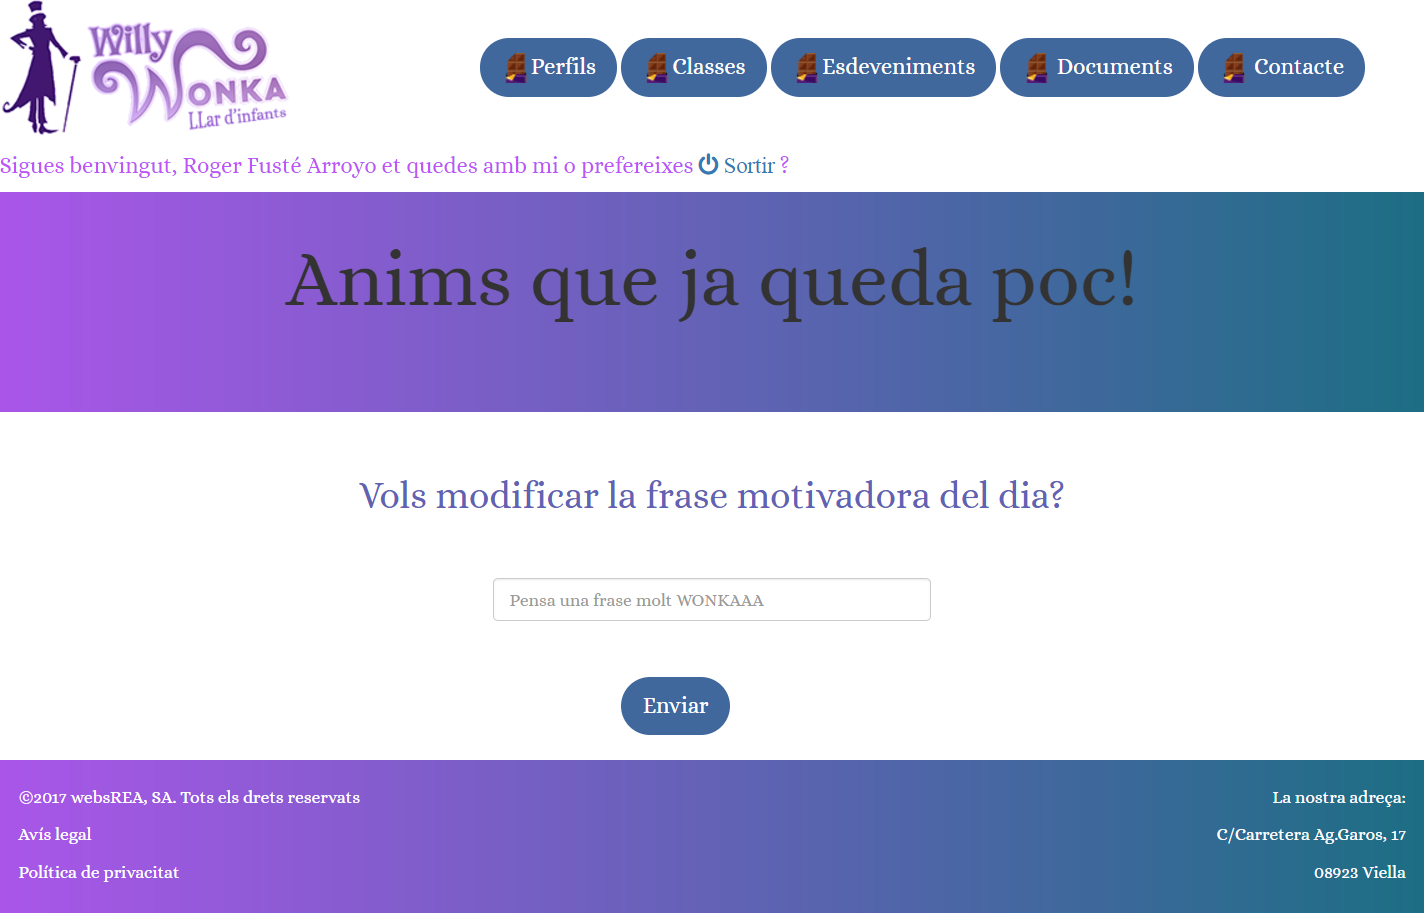 Willy
WONKA
LLar d'infants
Perfils Classes Esdeveniments Documents Contacte
Sigues benvingut, Roger Fusté Arroyo et quedes amb mi o prefereixes Sortir ?
Anims que ja queda poc!
Vols modificar la frase motivadora del dia?
Pensa una frase molt WONKAAA
Enviar
©2017 websREA, SA. Tots els drets reservats
Avís legal
Política de privacitat
La nostra adreça:
C/Carretera Ag.Garos, 17
08923 Viella